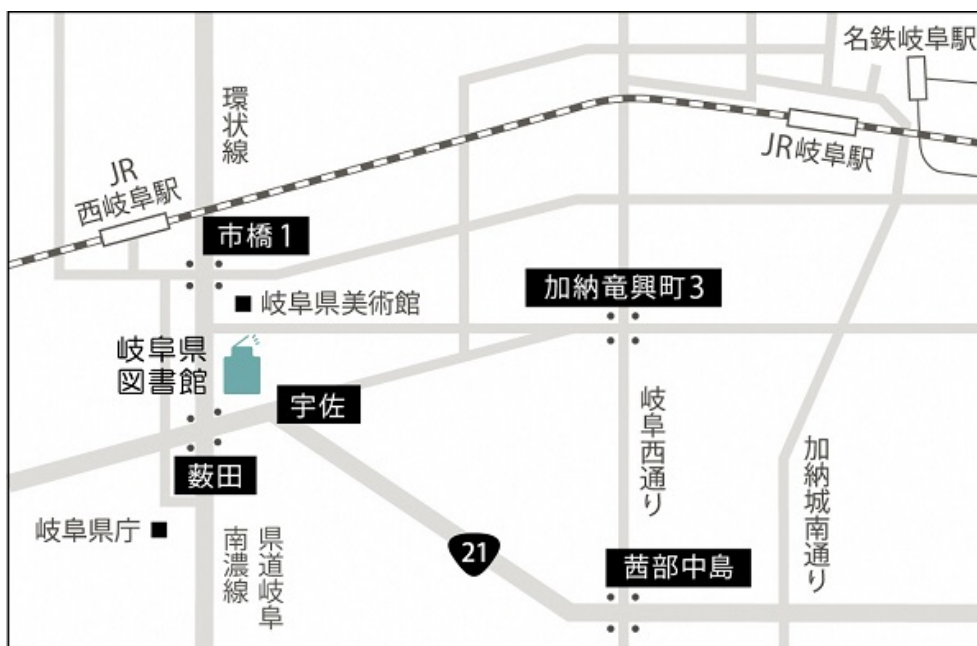 名鉄岐阜駅
環状線
JR岐阜駅
JR
西岐阜駅
市橋1
加納竜興町3
岐阜県美術館
岐阜県
図書館
宇佐
岐阜西通り
薮田
加納城南通り
岐阜県庁
県道岐阜
南濃線
21
茜部中島